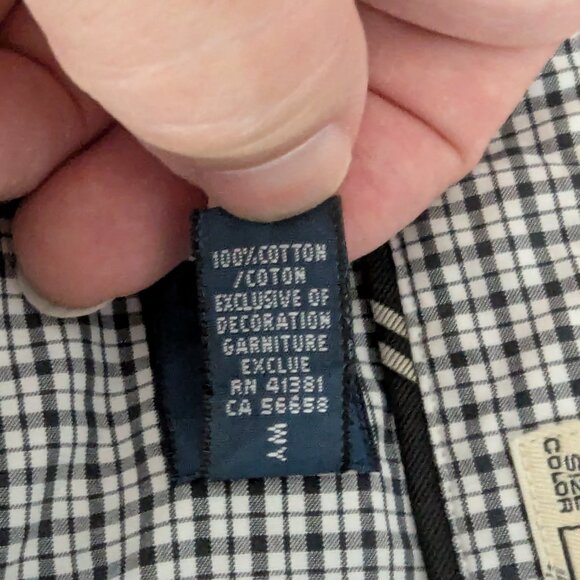 100% COTTON
/COTON
EXCLUSIVE OF
DECORATION
GARNITURE
EXCLUE
RN 41381
CA 56658
WY
COLOR